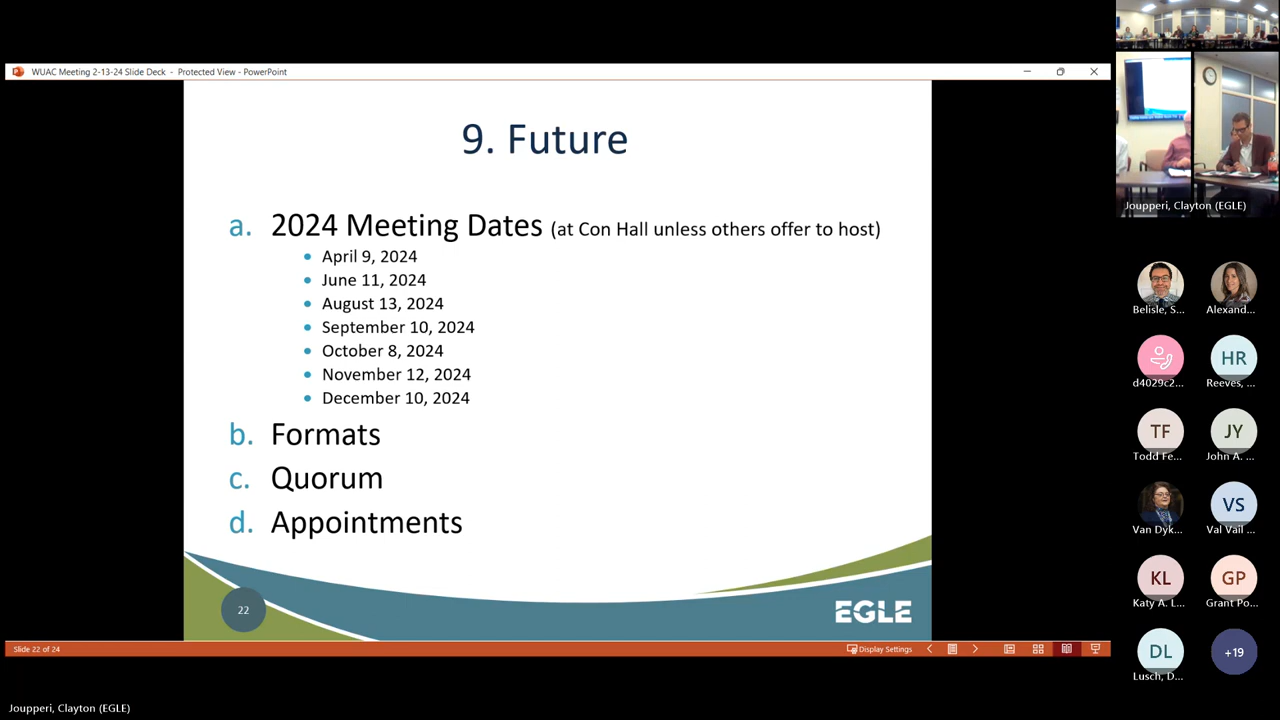 WUAC Meeting 2-13-24 Slide Deck - Protected View - PowerPoint
9. Future
a. 2024 Meeting Dates (at Con Hall unless others offer to host)
• April 9, 2024
• June 11, 2024
• August 13, 2024
• September 10, 2024
• October 8, 2024
• November 12, 2024
• December 10, 2024
b. Formats
c. Quorum
d. Appointments
22
EGLE
Slide 22 of 24
Display Settings
Joupperi, Clayton (EGLE)
Joupperi, Clayton (EGLE)
Belisle, S...
Alexand...
d4029c2...
HR
Reeves, ...
TF
Todd Fe...
JY
John A. ...
Van Dyk...
VS
Val Vail ...
KL
Katy A. L...
GP
Grant Po...
DL
Lusch, D...
+19